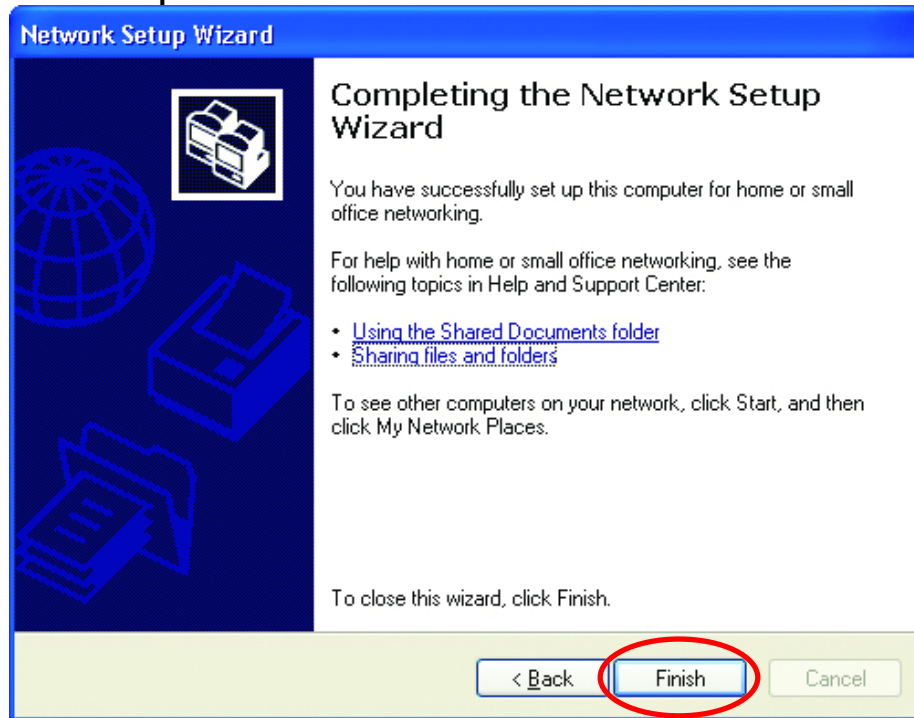 Network Setup Wizard
Completing the Network Setup
Wizard
You have successfully set up this computer for home or small
office networking.
For help with home or small office networking, see the
following topics in Help and Support Center:
• Using the Shared Documents folder
• Sharing files and folders
To see other computers on your network, click Start, and then
click My Network Places.
To close this wizard, click Finish.
< Back Finish Cancel